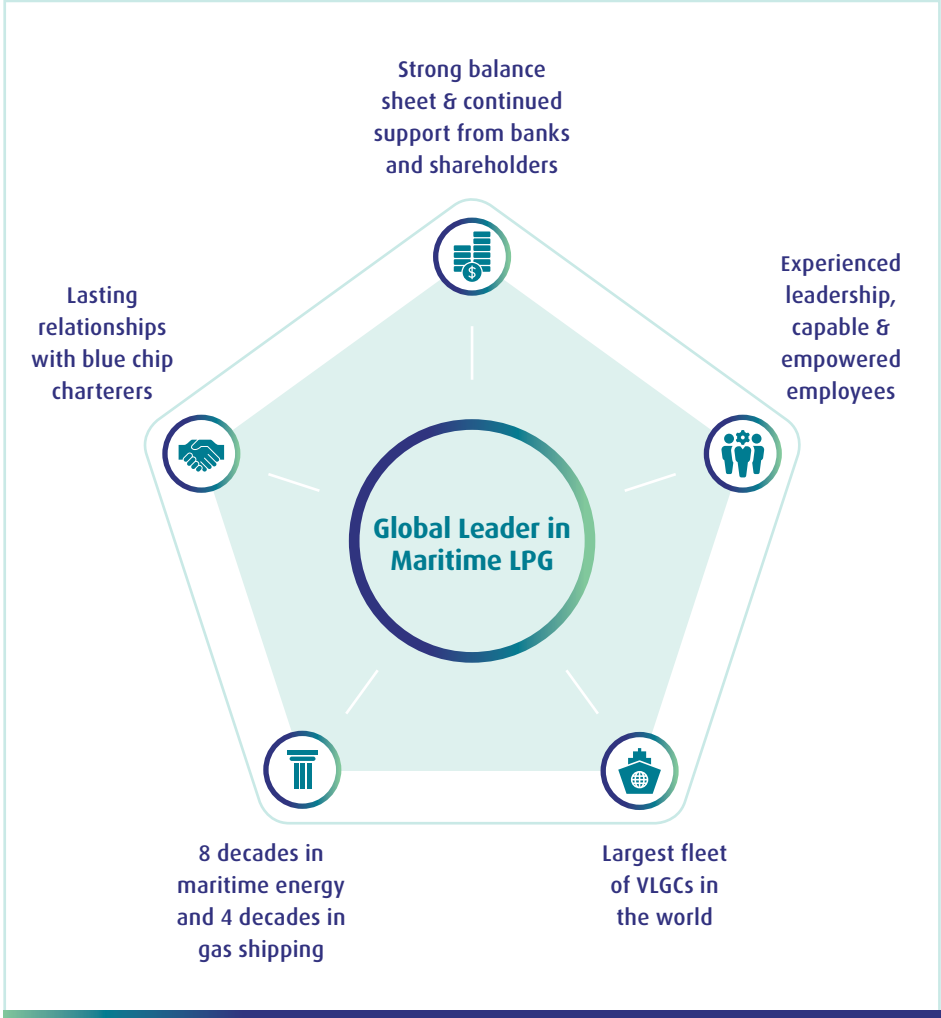 Strong balance
sheet & continued
support from banks
and shareholders
Experienced
leadership,
capable &
empowered
employees
Lasting
relationships
with blue chip
charterers
$
Global Leader in
Maritime LPG
8 decades in
maritime energy
and 4 decades in
gas shipping
Largest fleet
of VLGCs in
the world